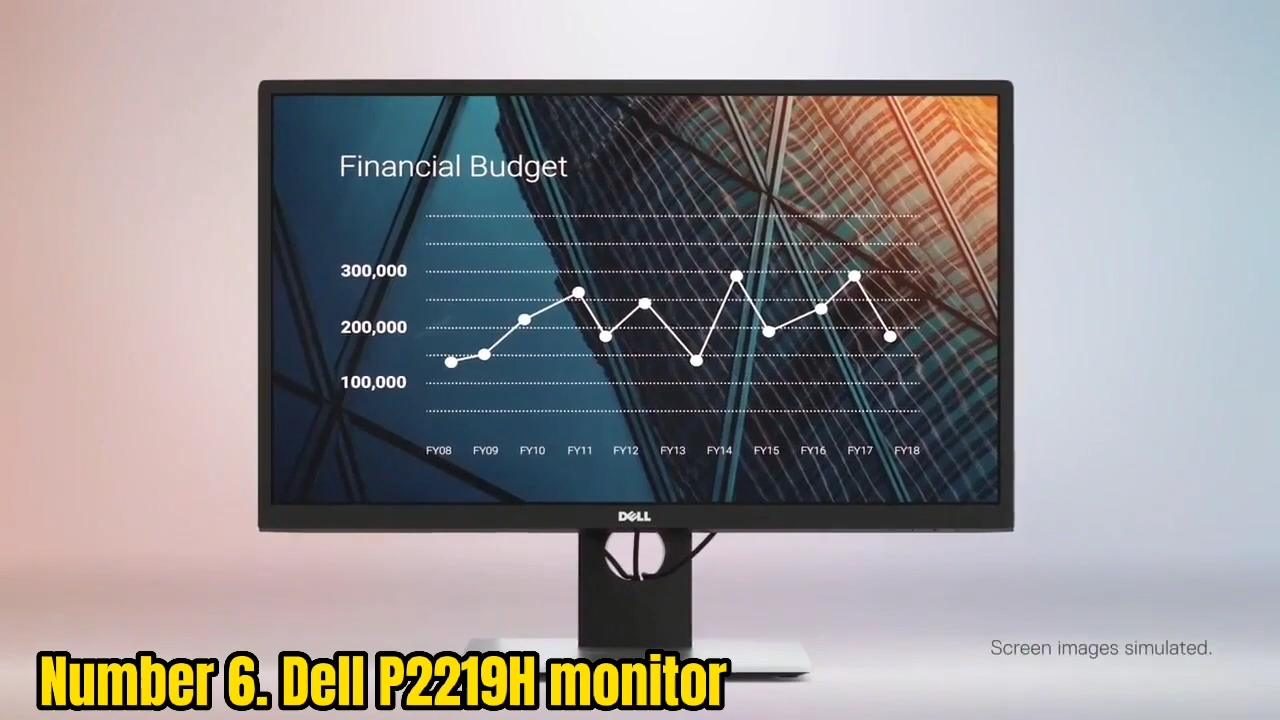 Financial Budget
300,000
200,000
100,000
FY08 FY09 FY10 FY11 FY12 FY13 FY14 FY15 FY16 FY17 FY18
DELL
Screen images simulated.
Number 6. Dell P2219H monitor